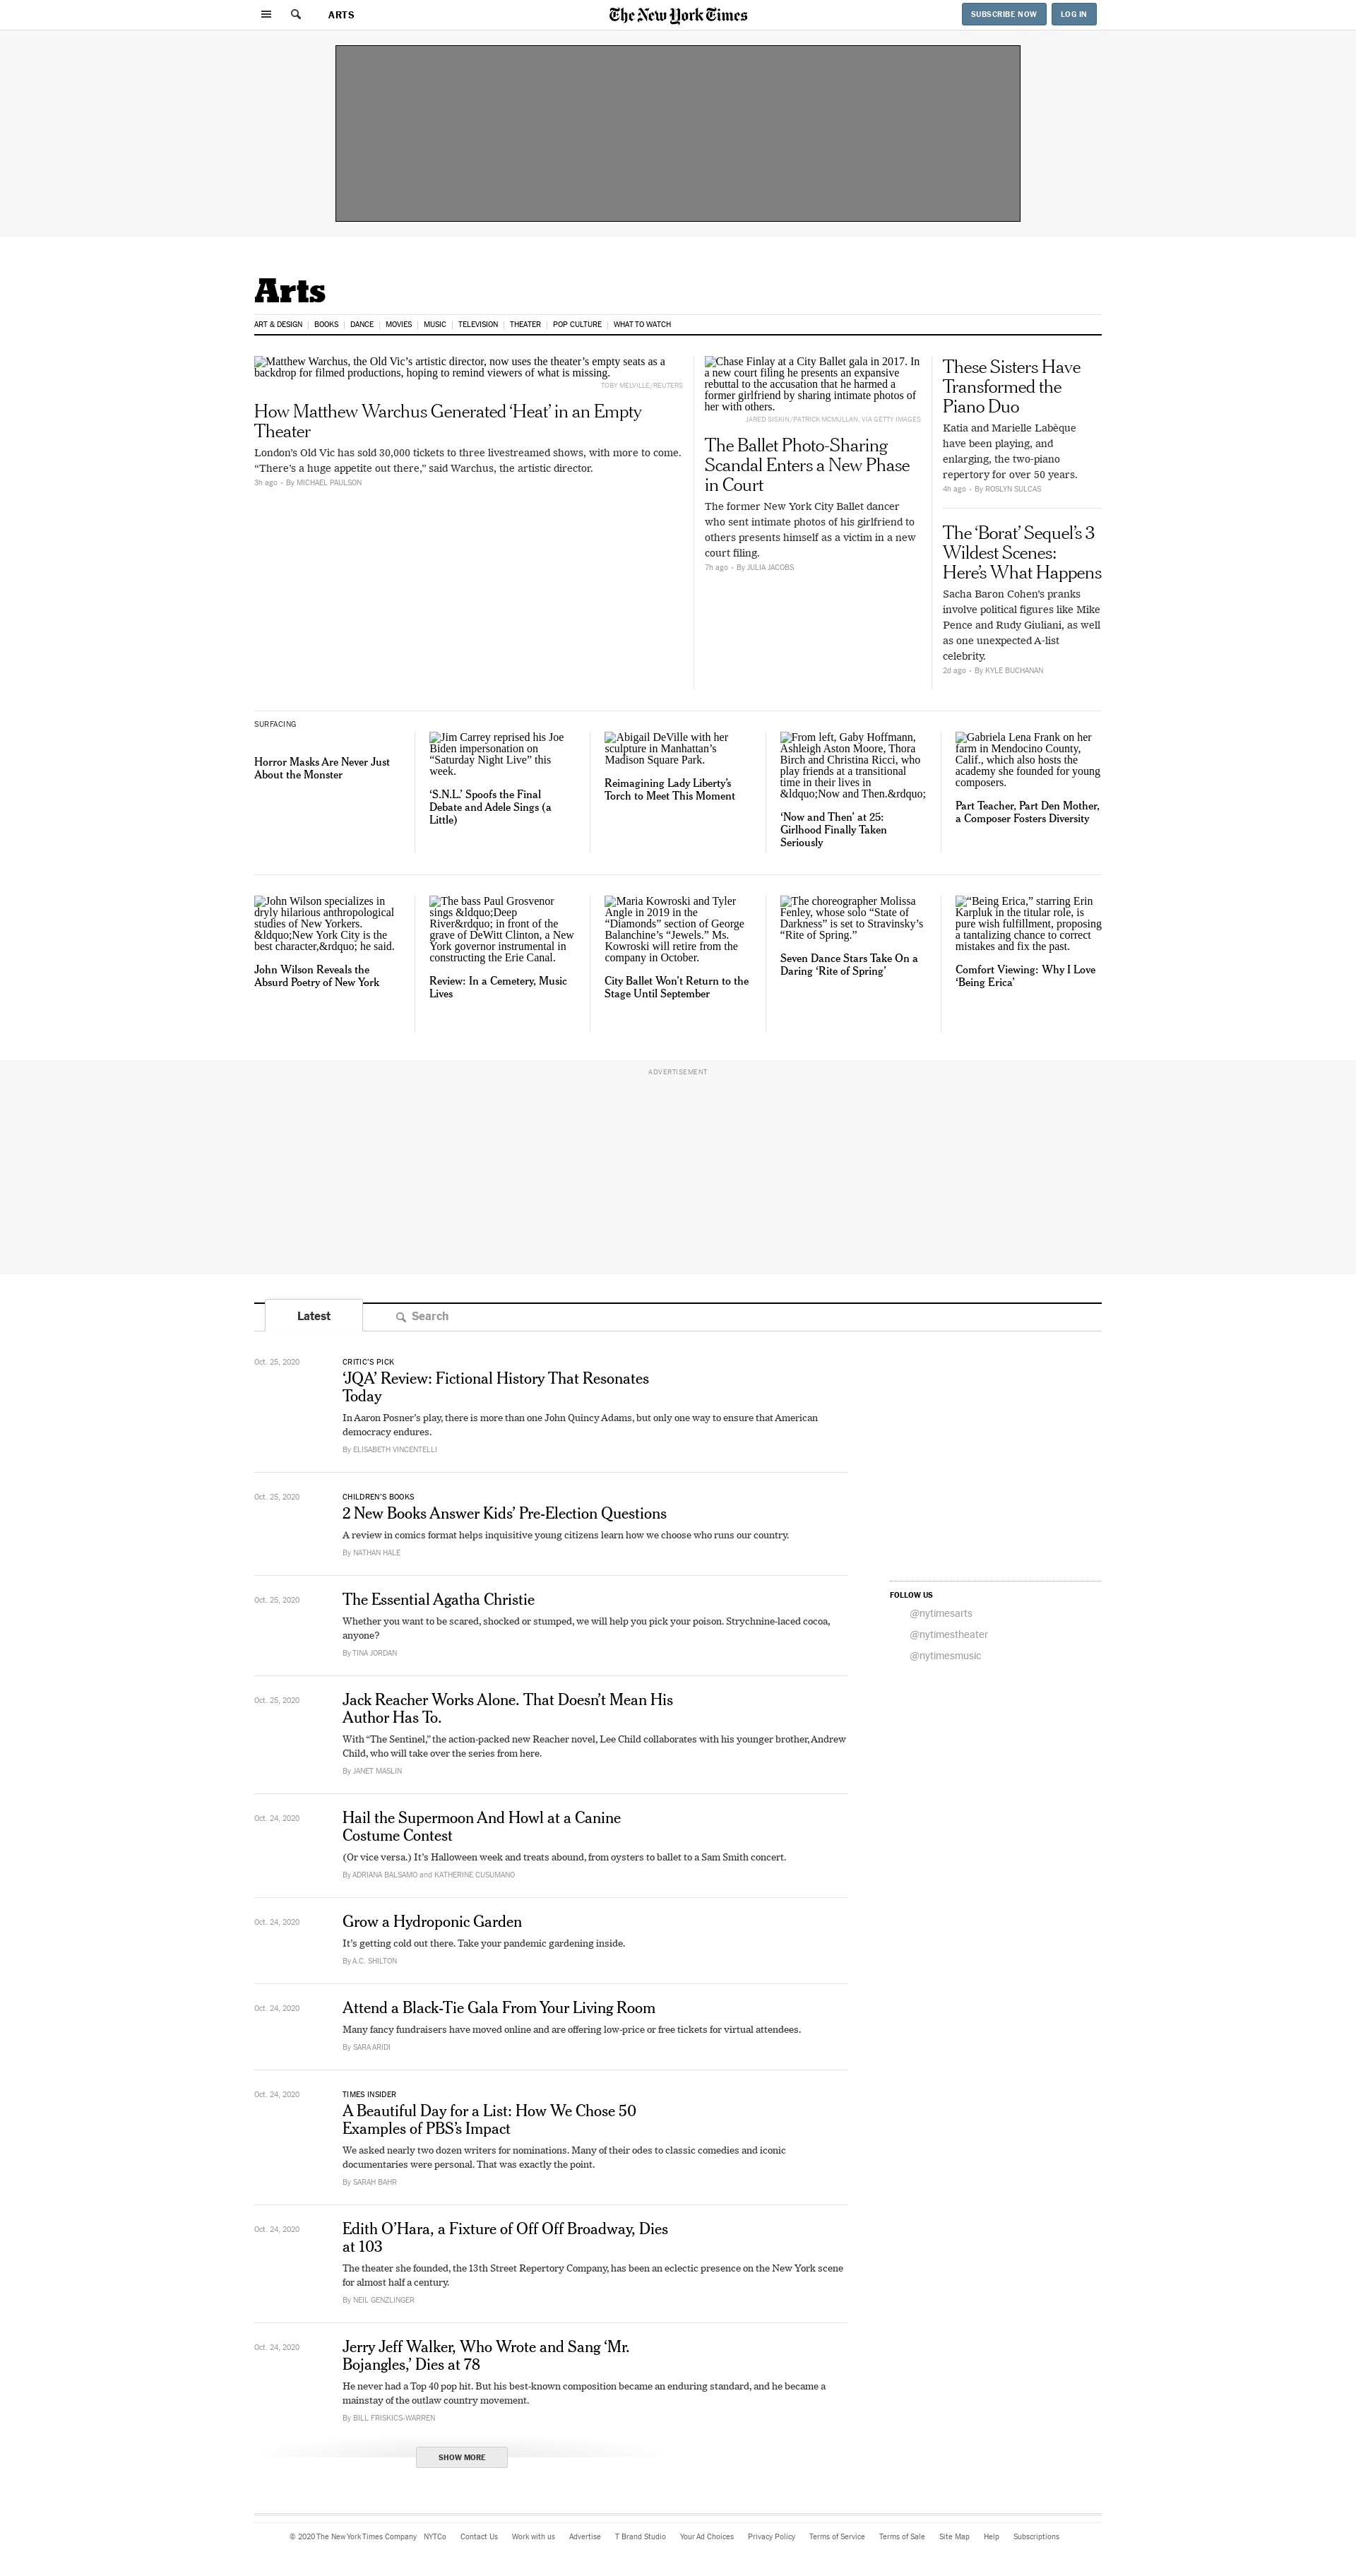 ARTS
The New York Times
SUBSCRIBE NOW
LOG IN
Arts
ART & DESIGN
BOOKS
DANCE
MOVIES
MUSIC
TELEVISION
THEATER
POP CULTURE
WHAT TO WATCH
Matthew Warchus, the Old Vic’s artistic director, now uses the theater’s empty seats as a
backdrop for filmed productions, hoping to remind viewers of what is missing.
TOBY MELVILLE/REUTERS
How Matthew Warchus Generated ‘Heat’ in an Empty
Theater
London’s Old Vic has sold 30,000 tickets to three livestreamed shows, with more to come.
“There’s a huge appetite out there,” said Warchus, the artistic director.
3h ago • By MICHAEL PAULSON
Chase Finlay at a City Ballet gala in 2017. In
a new court filing he presents an expansive
rebuttal to the accusation that he harmed a
former girlfriend by sharing intimate photos of
her with others.
JARED SISKIN/PATRICK MCMULLAN, VIA GETTY IMAGES
The Ballet Photo-Sharing
Scandal Enters a New Phase
in Court
The former New York City Ballet dancer
who sent intimate photos of his girlfriend to
others presents himself as a victim in a new
court filing.
7h ago • By JULIA JACOBS
These Sisters Have
Transformed the
Piano Duo
Katia and Marielle Labèque
have been playing, and
enlarging, the two-piano
repertory for over 50 years.
4h ago • By ROSLYN SULCAS
The ‘Borat’ Sequel’s 3
Wildest Scenes:
Here’s What Happens
Sacha Baron Cohen’s pranks
involve political figures like Mike
Pence and Rudy Giuliani, as well
as one unexpected A-list
celebrity.
2d ago • By KYLE BUCHANAN
SURFACING
Horror Masks Are Never Just
About the Monster
Jim Carrey reprised his Joe
Biden impersonation on
“Saturday Night Live” this
week.
‘S.N.L.’ Spoofs the Final
Debate and Adele Sings (a
Little)
Abigail DeVille with her
sculpture in Manhattan’s
Madison Square Park.
Reimagining Lady Liberty’s
Torch to Meet This Moment
From left, Gaby Hoffmann,
Ashleigh Aston Moore, Thora
Birch and Christina Ricci, who
play friends at a transitional
time in their lives in
&ldquo;Now and Then.&rdquo;
‘Now and Then’ at 25:
Girlhood Finally Taken
Seriously
Gabriela Lena Frank on her
farm in Mendocino County,
Calif., which also hosts the
academy she founded for young
composers.
Part Teacher, Part Den Mother,
a Composer Fosters Diversity
John Wilson specializes in
dryly hilarious anthropological
studies of New Yorkers.
&ldquo;New York City is the
best character,&rdquo; he said.
John Wilson Reveals the
Absurd Poetry of New York
The bass Paul Grosvenor
sings &ldquo;Deep
River&rdquo; in front of the
grave of DeWitt Clinton, a New
York governor instrumental in
constructing the Erie Canal.
Review: In a Cemetery, Music
Lives
Maria Kowroski and Tyler
Angle in 2019 in the
“Diamonds” section of George
Balanchine’s “Jewels.” Ms.
Kowroski will retire from the
company in October.
City Ballet Won’t Return to the
Stage Until September
The choreographer Molissa
Fenley, whose solo “State of
Darkness” is set to Stravinsky’s
“Rite of Spring.”
Seven Dance Stars Take On a
Daring ‘Rite of Spring’
“Being Erica,” starring Erin
Karpluk in the titular role, is
pure wish fulfillment, proposing
a tantalizing chance to correct
mistakes and fix the past.
Comfort Viewing: Why I Love
‘Being Erica’
ADVERTISEMENT
Latest
Search
Oct. 25, 2020
CRITIC’S PICK
‘JQA’ Review: Fictional History That Resonates
Today
In Aaron Posner’s play, there is more than one John Quincy Adams, but only one way to ensure that American
democracy endures.
By ELISABETH VINCENTELLI
Oct. 25, 2020
CHILDREN’S BOOKS
2 New Books Answer Kids’ Pre-Election Questions
A review in comics format helps inquisitive young citizens learn how we choose who runs our country.
By NATHAN HALE
Oct. 25, 2020
The Essential Agatha Christie
Whether you want to be scared, shocked or stumped, we will help you pick your poison. Strychnine-laced cocoa,
anyone?
By TINA JORDAN
Oct. 25, 2020
Jack Reacher Works Alone. That Doesn’t Mean His
Author Has To.
With “The Sentinel,” the action-packed new Reacher novel, Lee Child collaborates with his younger brother, Andrew
Child, who will take over the series from here.
By JANET MASLIN
Oct. 24, 2020
Hail the Supermoon And Howl at a Canine
Costume Contest
(Or vice versa.) It’s Halloween week and treats abound, from oysters to ballet to a Sam Smith concert.
By ADRIANA BALSAMO and KATHERINE CUSUMANO
Oct. 24, 2020
Grow a Hydroponic Garden
It’s getting cold out there. Take your pandemic gardening inside.
By A.C. SHILTON
Oct. 24, 2020
Attend a Black-Tie Gala From Your Living Room
Many fancy fundraisers have moved online and are offering low-price or free tickets for virtual attendees.
By SARA ARIDI
Oct. 24, 2020
TIMES INSIDER
A Beautiful Day for a List: How We Chose 50
Examples of PBS’s Impact
We asked nearly two dozen writers for nominations. Many of their odes to classic comedies and iconic
documentaries were personal. That was exactly the point.
By SARAH BAHR
Oct. 24, 2020
Edith O’Hara, a Fixture of Off Off Broadway, Dies
at 103
The theater she founded, the 13th Street Repertory Company, has been an eclectic presence on the New York scene
for almost half a century.
By NEIL GENZLINGER
Oct. 24, 2020
Jerry Jeff Walker, Who Wrote and Sang ‘Mr.
Bojangles,’ Dies at 78
He never had a Top 40 pop hit. But his best-known composition became an enduring standard, and he became a
mainstay of the outlaw country movement.
By BILL FRISKICS-WARREN
SHOW MORE
FOLLOW US
@nytimesarts
@nytimestheater
@nytimesmusic
© 2020 The New York Times Company
NYTCo
Contact Us
Work with us
Advertise
T Brand Studio
Your Ad Choices
Privacy Policy
Terms of Service
Terms of Sale
Site Map
Help
Subscriptions